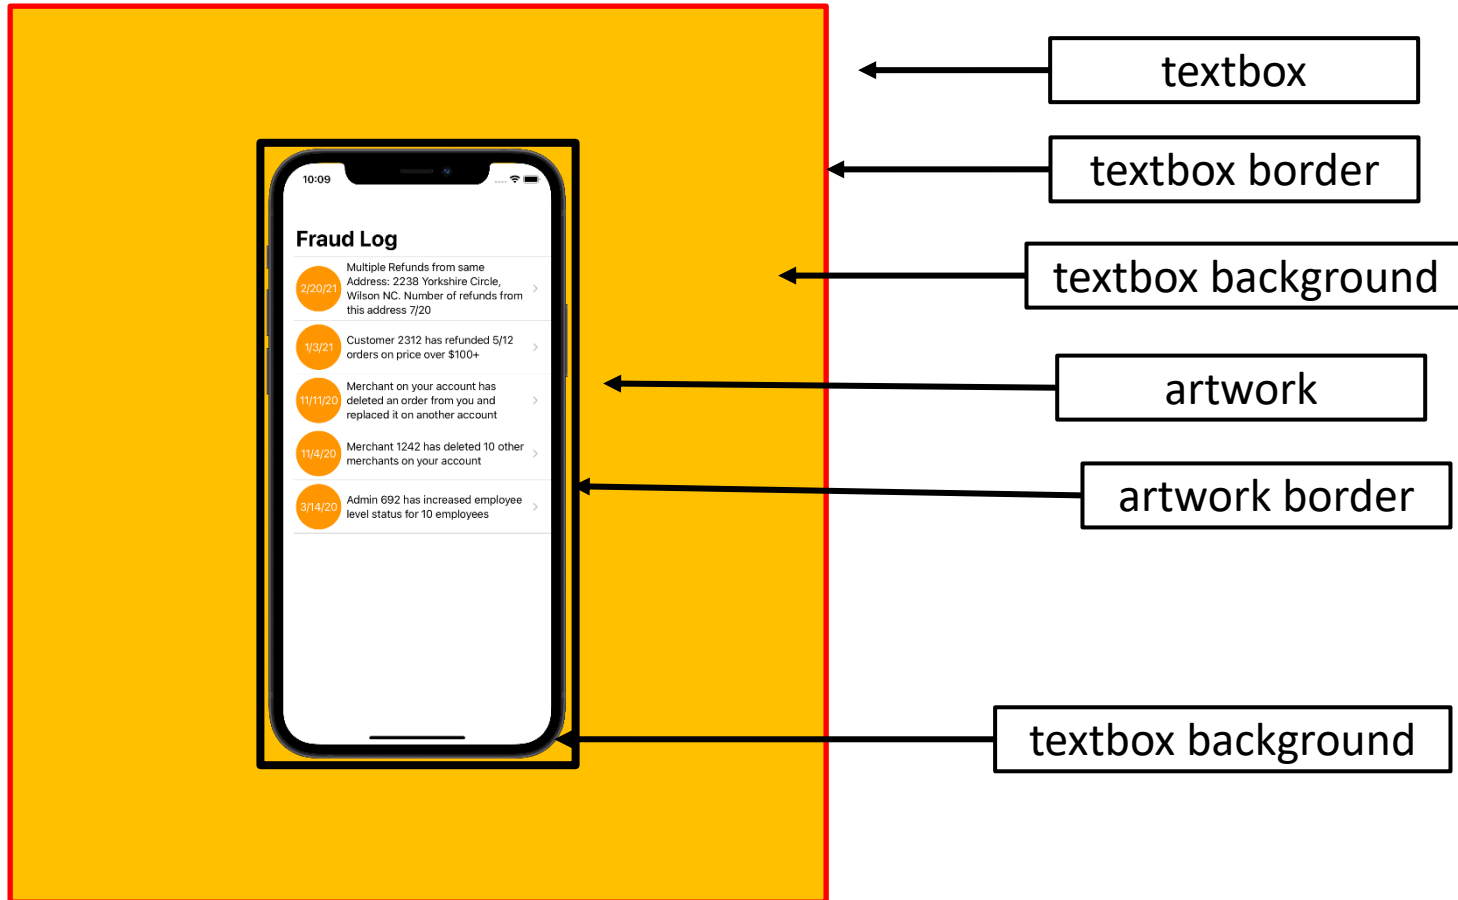 10:09
Fraud Log
2/20/21
Multiple Refunds from same
Address: 2238 Yorkshire Circle,
Wilson NC. Number of refunds from
this address 7/20
1/3/21
Customer 2312 has refunded 5/12
orders on price over $100+
11/11/20
Merchant on your account has
deleted an order from you and
replaced it on another account
11/4/20
Merchant 1242 has deleted 10 other
merchants on your account
3/14/20
Admin 692 has increased employee
level status for 10 employees
textbox
textbox border
textbox background
artwork
artwork border
textbox background